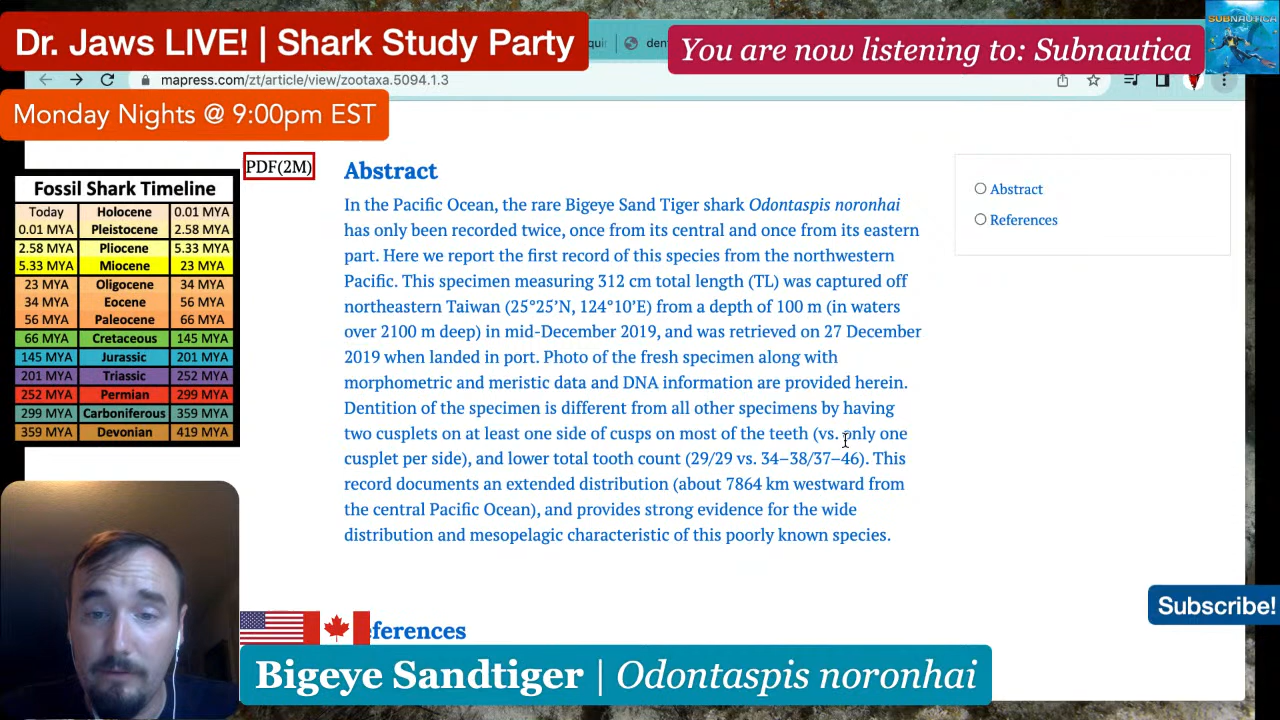 Dr. Jaws LIVE! | Shark Study Party
You are now listening to: Subnautica
SUBNAUTICA
mapress.com/zt/article/view/zootaxa.5094.1.3
Monday Nights @ 9:00pm EST
PDF(2M)
Abstract
In the Pacific Ocean, the rare Bigeye Sand Tiger shark Odontaspis noronhai
has only been recorded twice, once from its central and once from its eastern
part. Here we report the first record of this species from the northwestern
Pacific. This specimen measuring 312 cm total length (TL) was captured off
northeastern Taiwan (25°25’N, 124°10’E) from a depth of 100 m (in waters
over 2100 m deep) in mid-December 2019, and was retrieved on 27 December
2019 when landed in port. Photo of the fresh specimen along with
morphometric and meristic data and DNA information are provided herein.
Dentition of the specimen is different from all other specimens by having
two cusplets on at least one side of cusps on most of the teeth (vs. only one
cusplet per side), and lower total tooth count (29/29 vs. 34–38/37–46). This
record documents an extended distribution (about 7864 km westward from
the central Pacific Ocean), and provides strong evidence for the wide
distribution and mesopelagic characteristic of this poorly known species.
Abstract
References
Fossil Shark Timeline
Today Holocene 0.01 MYA
0.01 MYA Pleistocene 2.58 MYA
2.58 MYA Pliocene 5.33 MYA
5.33 MYA Miocene 23 MYA
23 MYA Oligocene 34 MYA
34 MYA Eocene 56 MYA
56 MYA Paleocene 66 MYA
66 MYA Cretaceous 145 MYA
145 MYA Jurassic 201 MYA
201 MYA Triassic 252 MYA
252 MYA Permian 299 MYA
299 MYA Carboniferous 359 MYA
359 MYA Devonian 419 MYA
Subscribe!
eferences
Bigeye Sandtiger | Odontaspis noronhai